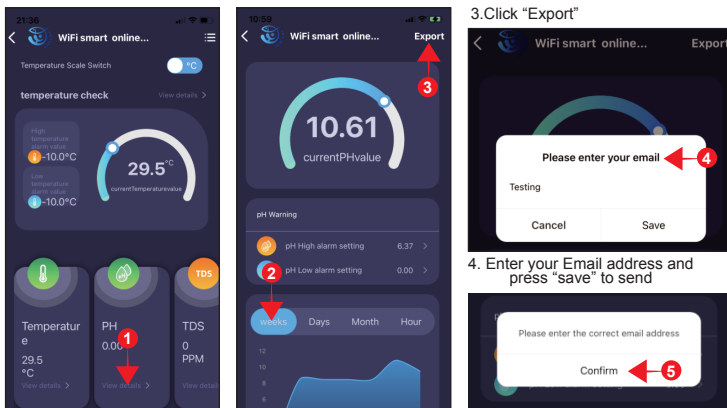 21:36
WiFi smart online...
Temperature Scale Switch
°C
temperature check
View details >
High
temperature
alarm value
-10.0°C
Low
temperature
alarm value
-10.0°C
29.5°C
currentTemperaturevalue
Temperatur
e
29.5
°C
View details >
PH
0.00
1
View details >
TDS
TDS
0
PPM
View detail
10:59
WiFi smart online...
Export
3
10.61
currentPHvalue
pH Warning
pH High alarm setting 6.37 >
pH Low alarm setting 0.00 >
2
weeks Days Month Hour
12
10
8
6
3.Click “Export”
WiFi smart online...
Export
Please enter your email
4
Testing
Cancel Save
4. Enter your Email address and
press “save” to send
Please enter the correct email address
Confirm
5